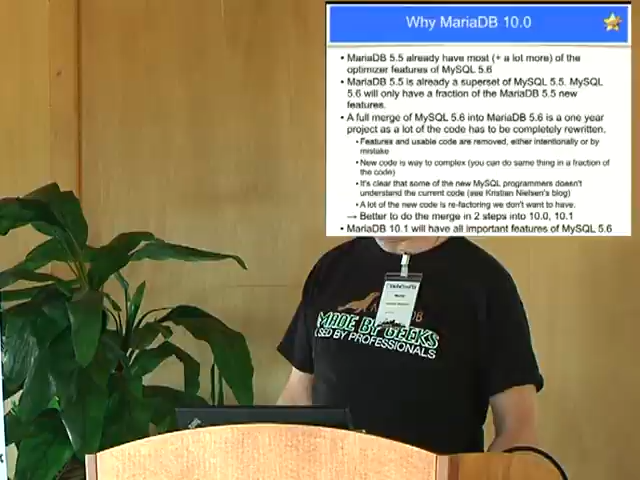 Why MariaDB 10.0
• MariaDB 5.5 already have most (+ a lot more) of the
optimizer features of MySQL 5.6
• MariaDB 5.5 is already a superset of MySQL 5.5. MySQL
5.6 will only have a fraction of the MariaDB 5.5 new
features.
• A full merge of MySQL 5.6 into MariaDB 5.6 is a one year
project as a lot of the code has to be completely rewritten.
• Features and usable code are removed, either intentionally or by
mistake
• New code is way to complex (you can do same thing in a fraction of
the code)
• It's clear that some of the new MySQL programmers doesn't
understand the current code (see Kristian Nielsen's blog)
• A lot of the new code is re-factoring we don't want to have.
→ Better to do the merge in 2 steps into 10.0, 10.1
• MariaDB 10.1 will have all important features of MySQL 5.6
MADE BY GEEKS
USED BY PROFESSIONALS